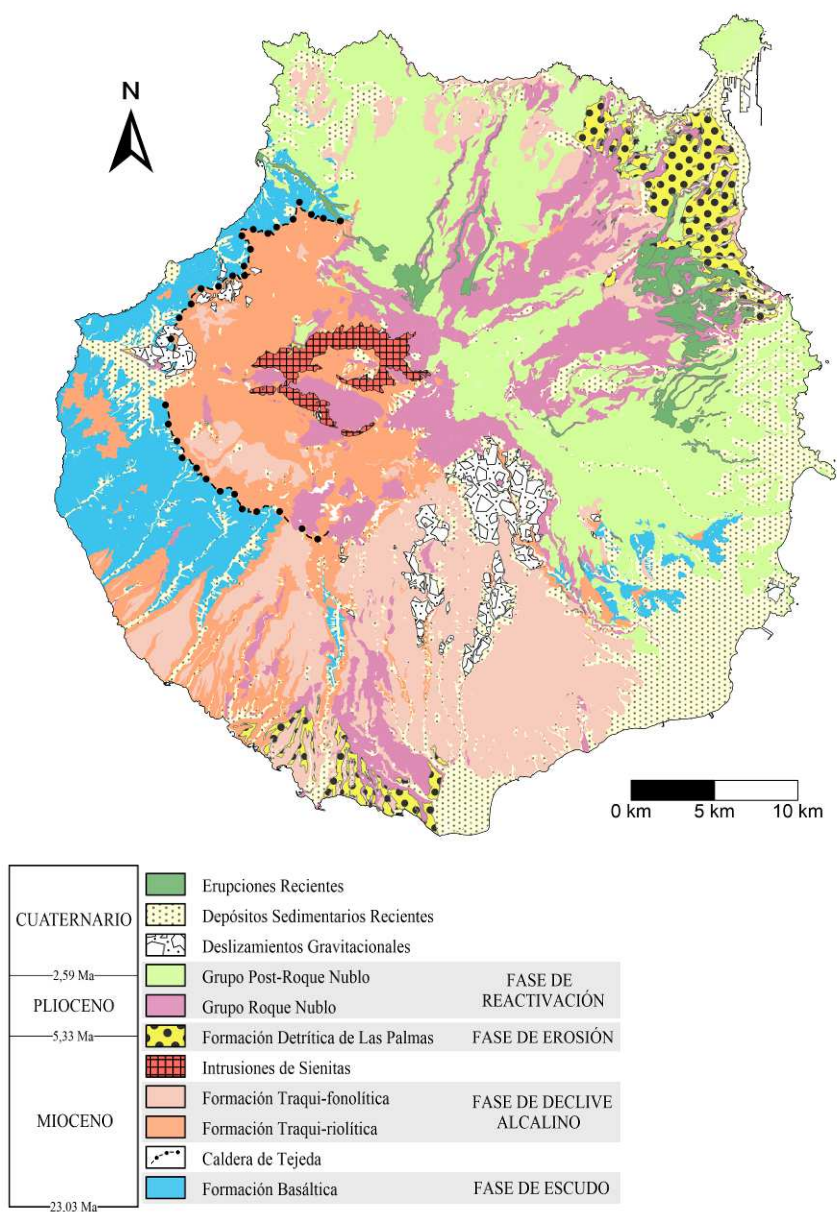 N
0 km 5 km 10 km
CUATERNARIO
2,59 Ma
PLIOCENO
5,33 Ma
MIOCENO
23,03 Ma
Erupciones Recientes
Depósitos Sedimentarios Recientes
Deslizamientos Gravitacionales
Grupo Post-Roque Nublo
Grupo Roque Nublo
FASE DE
REACTIVACIÓN
Formación Detrítica de Las Palmas FASE DE EROSIÓN
Intrusiones de Sienitas
Formación Traqui-fonolítica
Formación Traqui-riolítica
FASE DE DECLIVE
ALCALINO
Caldera de Tejeda
Formación Basáltica FASE DE ESCUDO